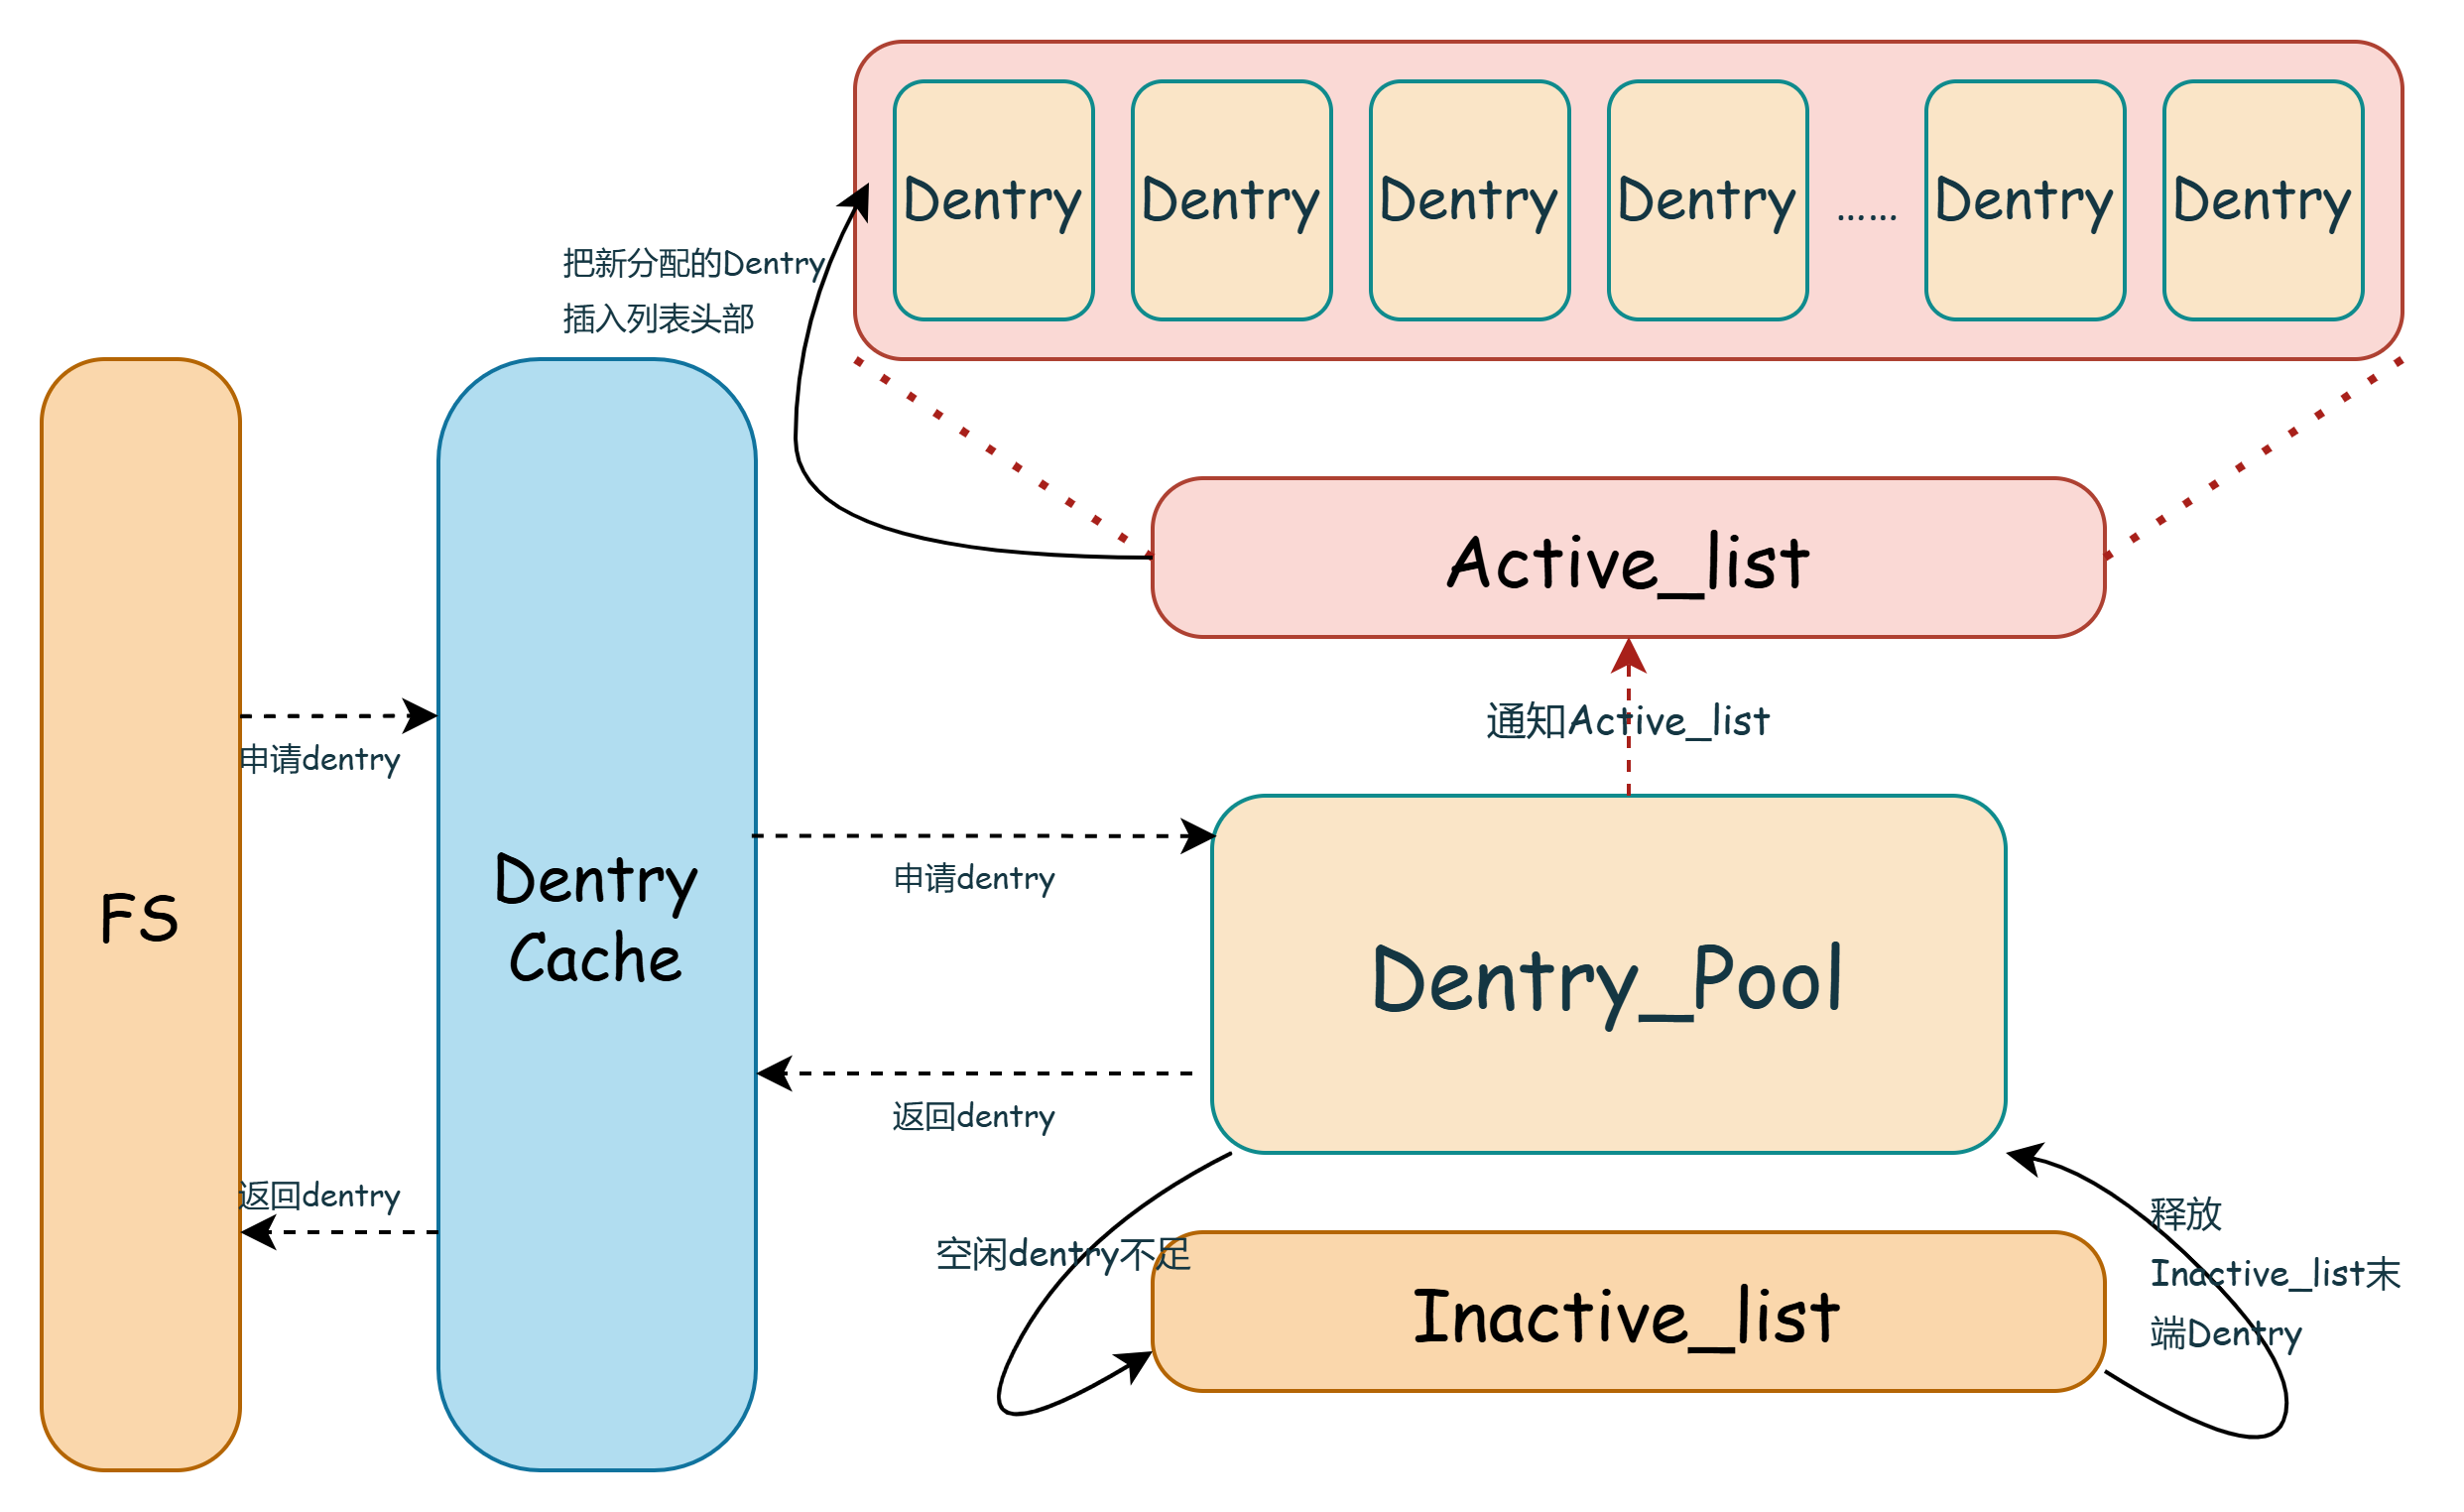 Dentry
Dentry
Dentry
Dentry
......
Dentry
Dentry
把新分配的Dentry
插入列表头部
Active_list
通知Active_list
申请dentry
申请dentry
FS
Dentry
Cache
Dentry_Pool
返回dentry
返回dentry
空闲dentry不足
Inactive_list
释放
Inactive_list末
端Dentry